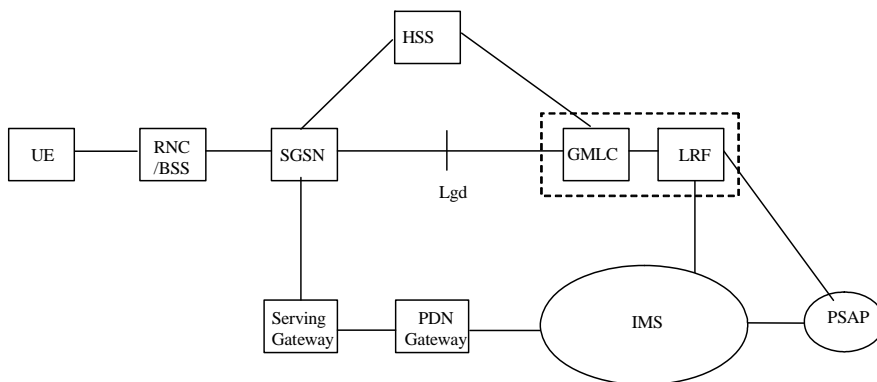 HSS
UE
RNC
/BSS
SGSN
Lgd
GMLC
LRF
Serving
Gateway
PDN
Gateway
IMS
PSAP